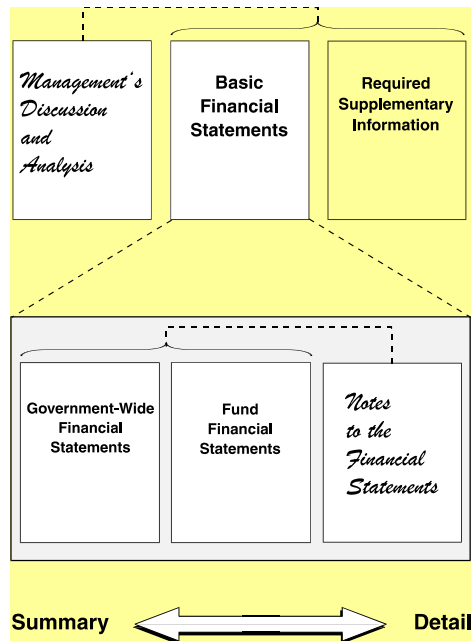 Management's
Discussion
and
Analysis
Basic
Financial
Statements
Required
Supplementary
Information
Government-Wide
Financial
Statements
Fund
Financial
Statements
Notes
to the
Financial
Statements
Summary
Detail